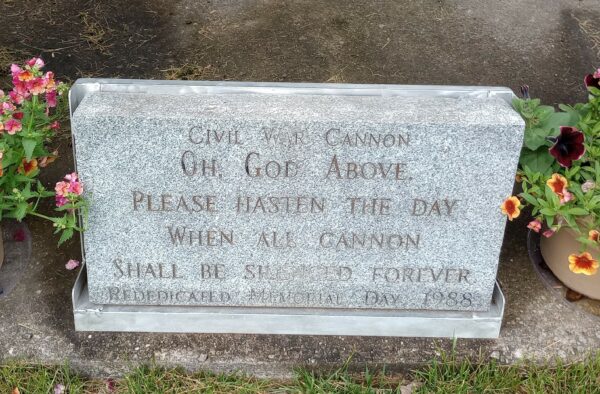 Civil War Cannon
Oh, God Above,
Please hasten the day
When all cannon
Shall be silenced forever
Rededicated Memorial Day, 1988